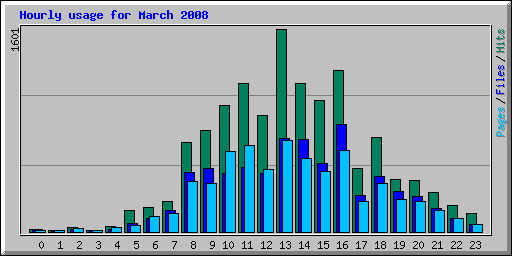 Hourly usage for March 2008
1601
Pages/Files/Hits
0 1 2 3 4 5 6 7 8 9 10 11 12 13 14 15 16 17 18 19 20 21 22 23